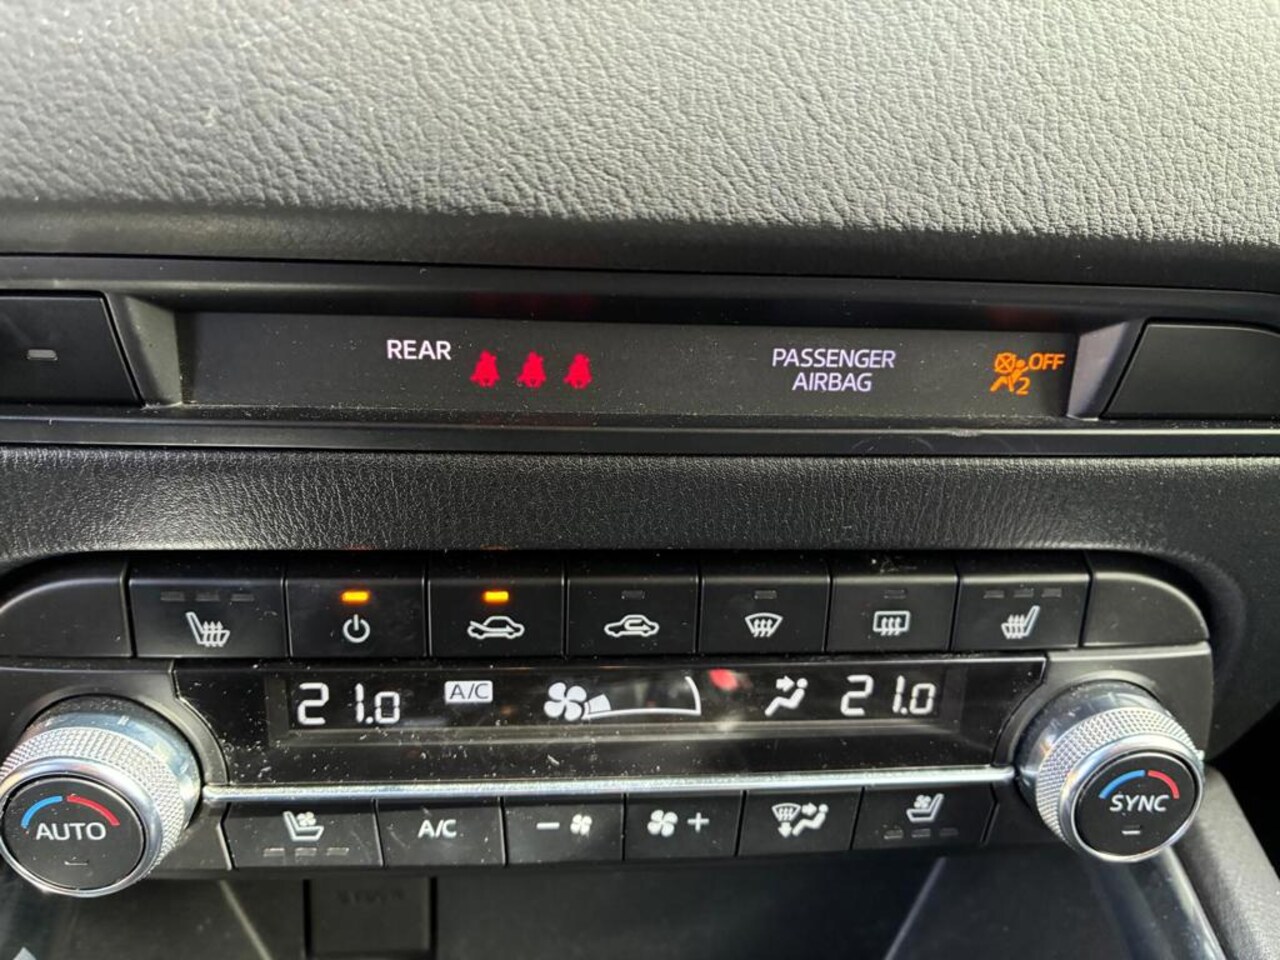 REAR
PASSENGER
AIRBAG
OFF
2
21.0
A/C
21.0
AUTO
A/C
SYNC